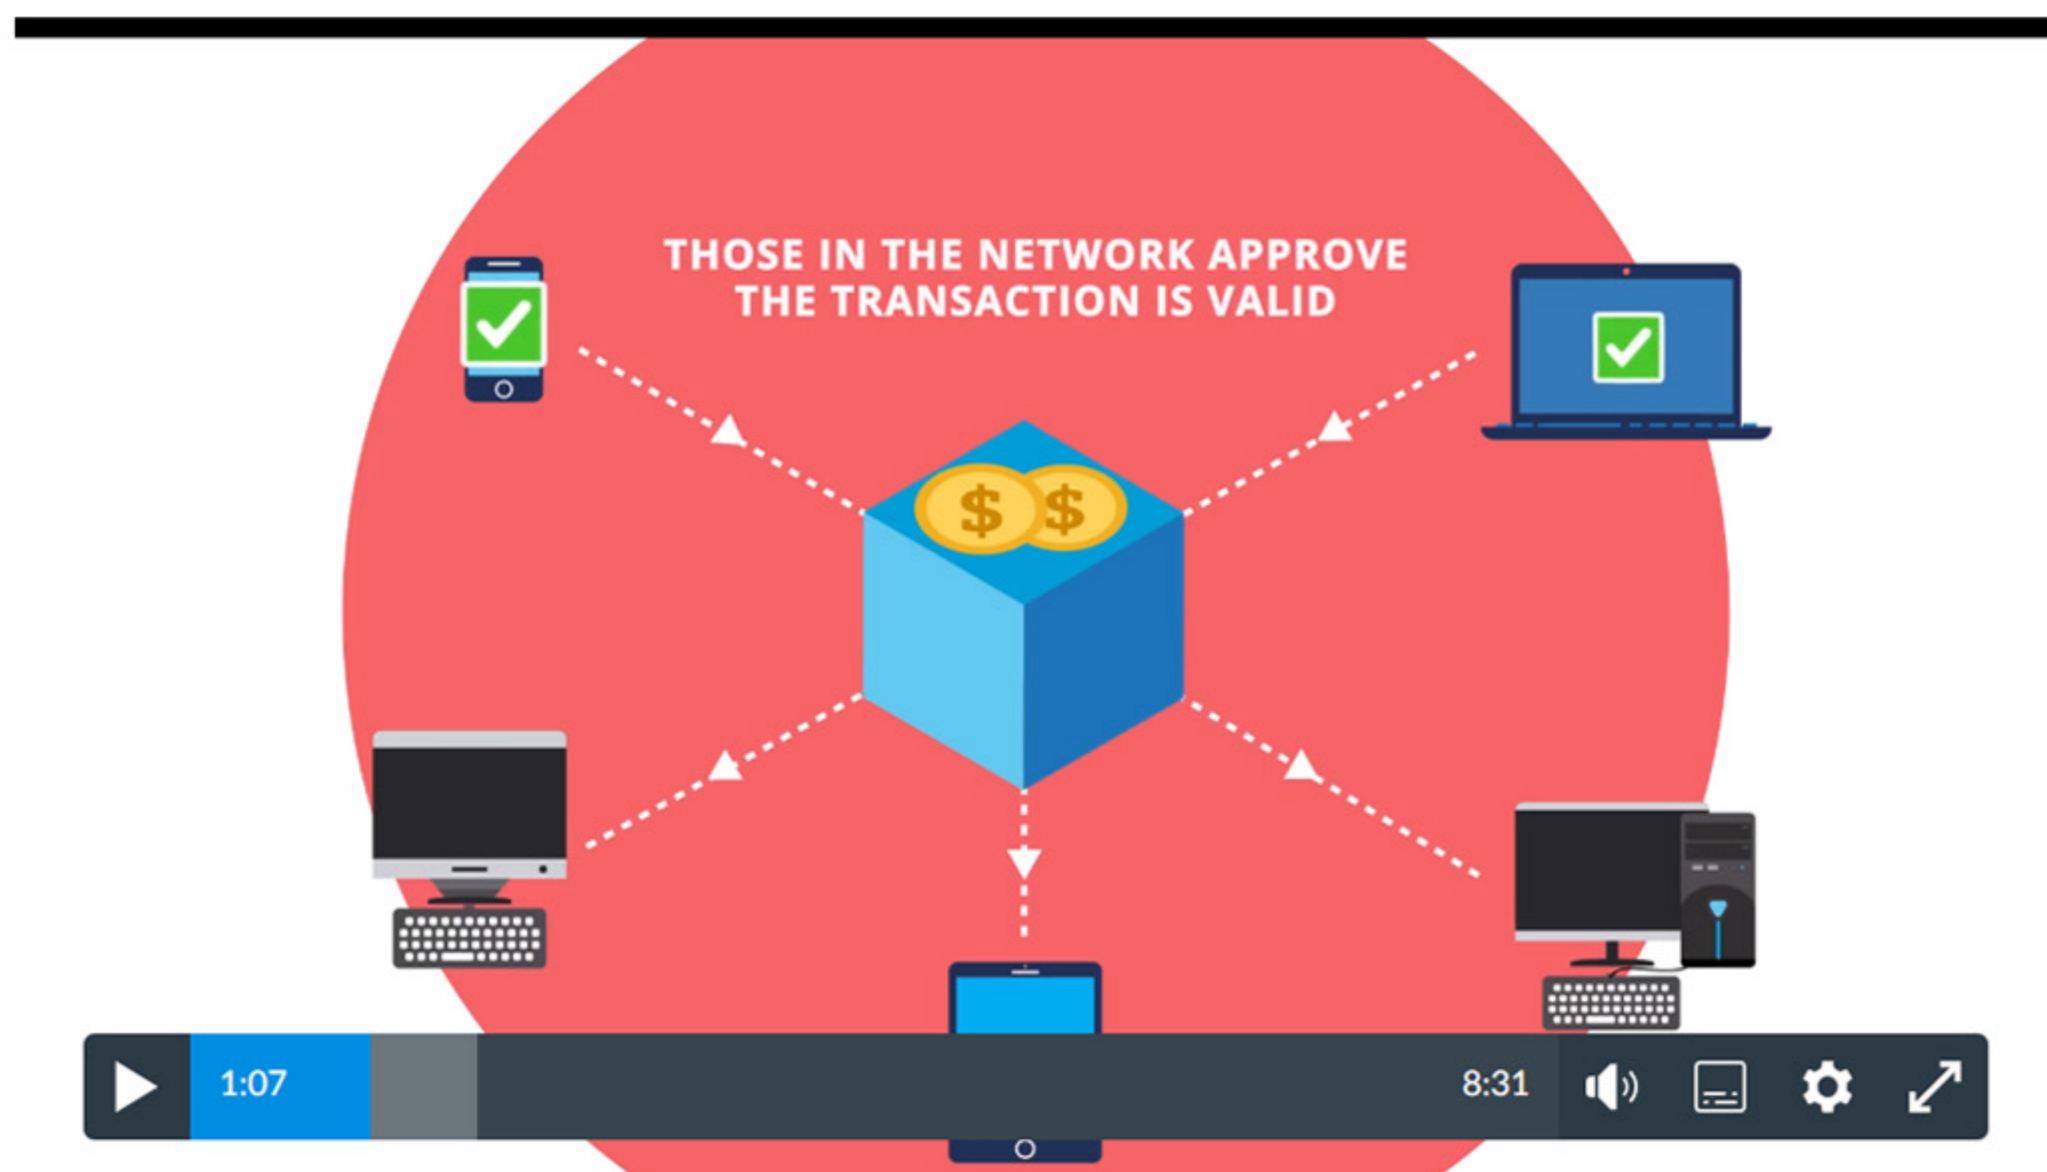 THOSE IN THE NETWORK APPROVE
THE TRANSACTION IS VALID
$ $
1:07
8:31